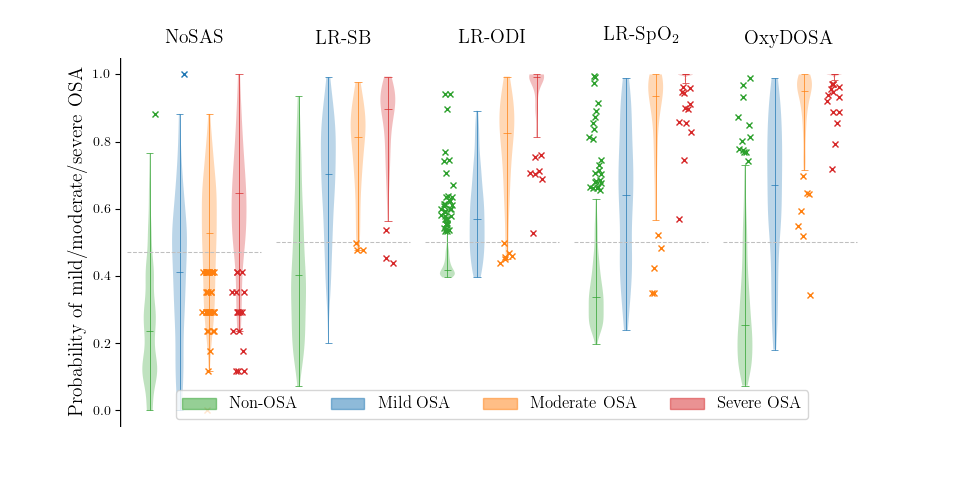 NoSAS LR-SB LR-ODI LR-SpO₂ OxyDOSA
Probability of mild/moderate/severe OSA
1.0
0.8
0.6
0.4
0.2
0.0
Non-OSA Mild OSA Moderate OSA Severe OSA